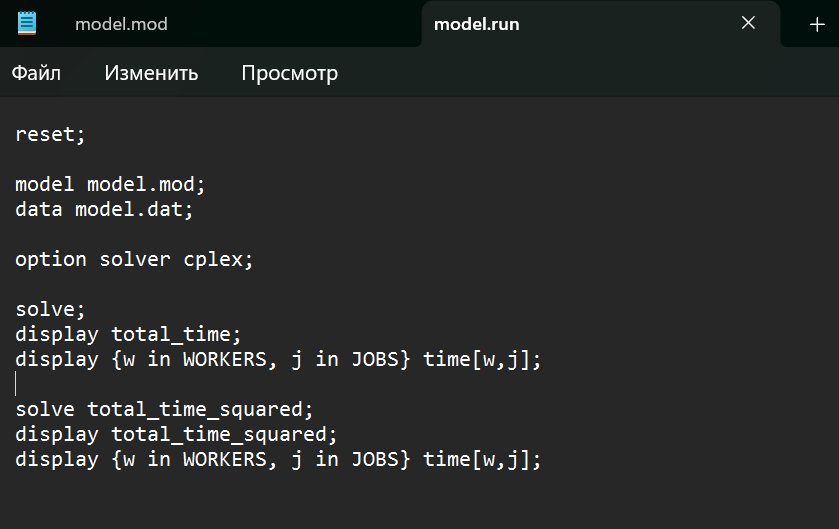 model.mod
model.run
Файл
Изменить
Просмотр
reset;
model model.mod;
data model.dat;
option solver cplex;
solve;
display total_time;
display {w in WORKERS, j in JOBS} time[w,j];
solve total_time_squared;
display total_time_squared;
display {w in WORKERS, j in JOBS} time[w,j];